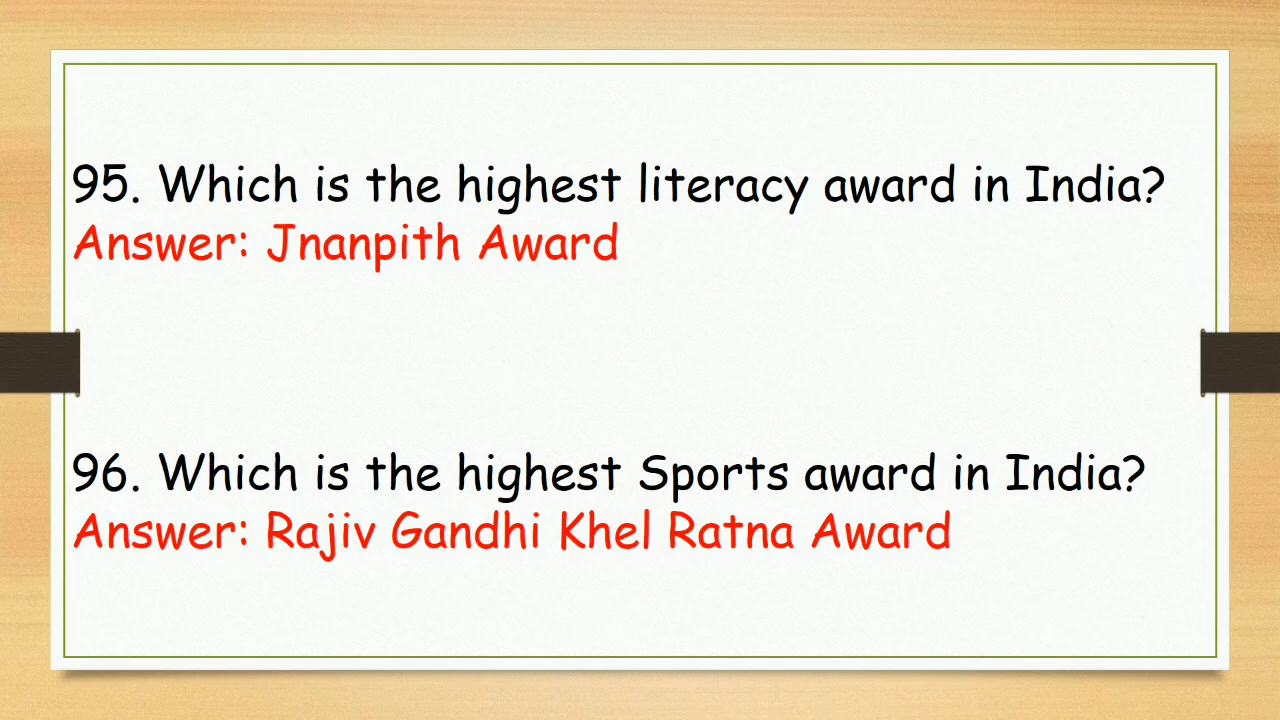 95. Which is the highest literacy award in India?
Answer: Jnanpith Award
96. Which is the highest Sports award in India?
Answer: Rajiv Gandhi Khel Ratna Award